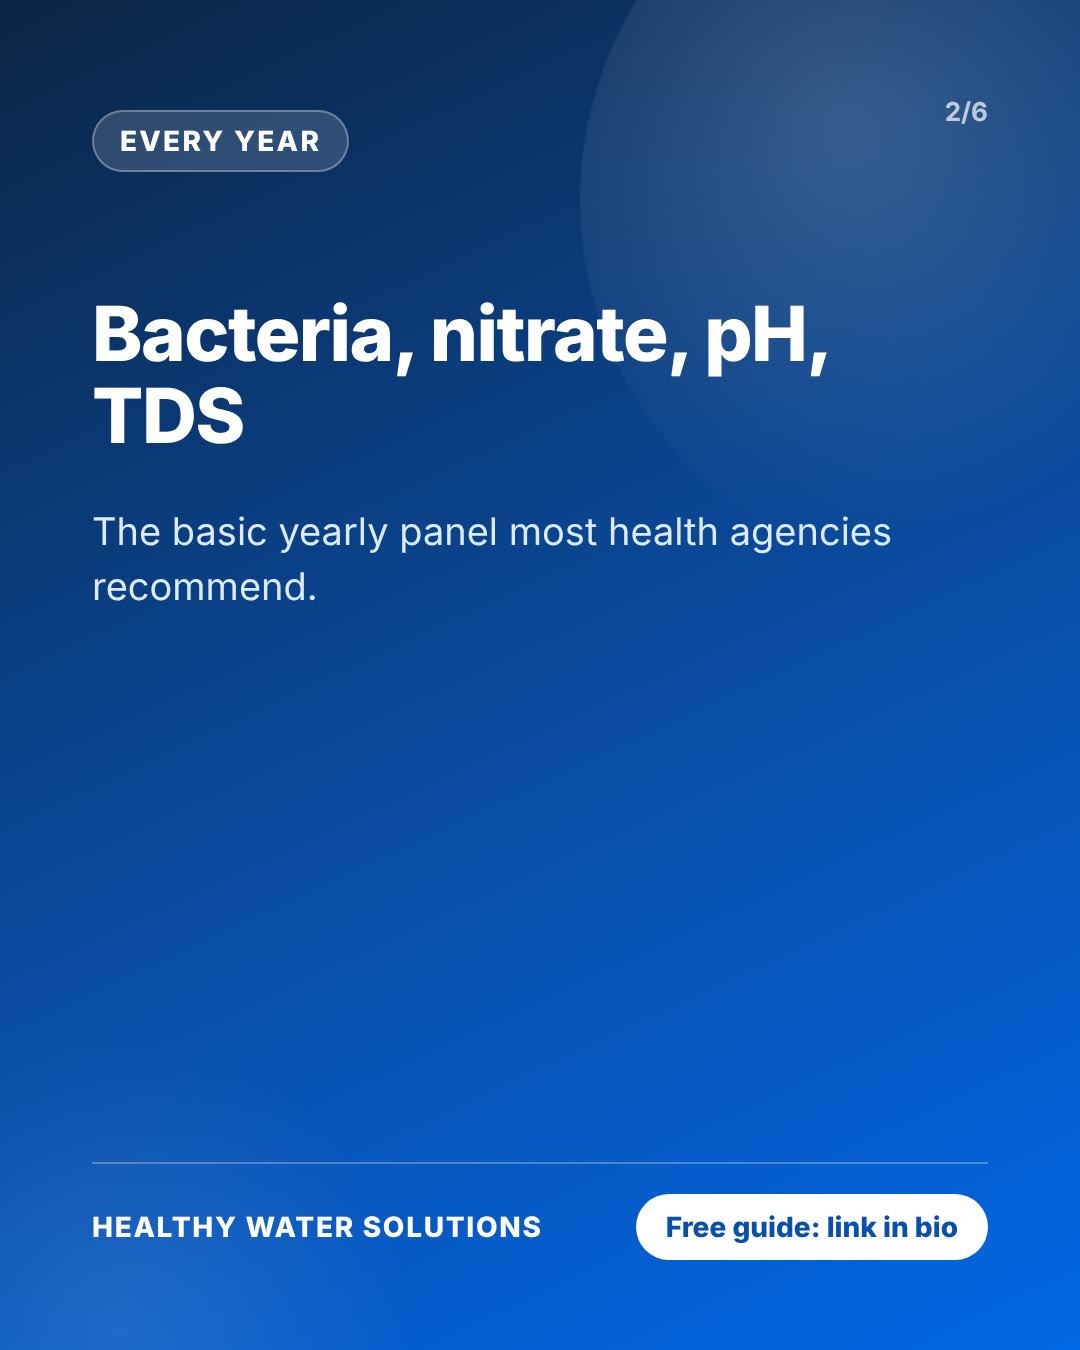 EVERY YEAR
2/6
Bacteria, nitrate, pH,
TDS
The basic yearly panel most health agencies
recommend.
HEALTHY WATER SOLUTIONS
Free guide: link in bio